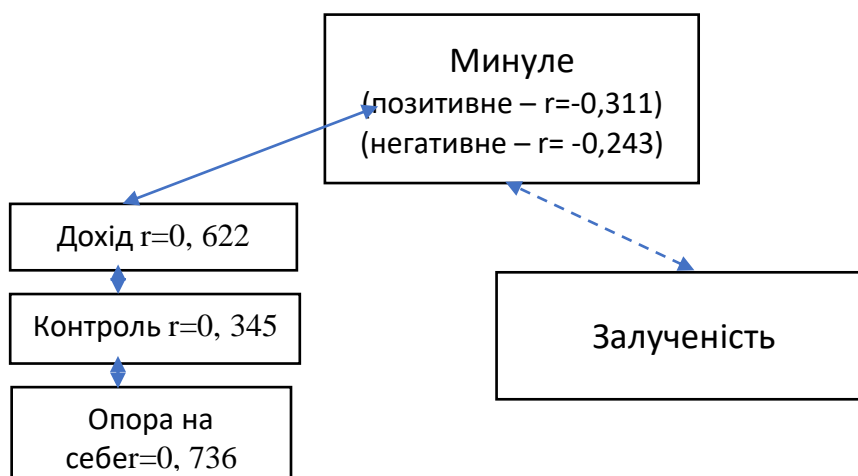 Минуле
(позитивне – r=-0,311)
(негативне – r= -0,243)
Дохід r=0, 622
Контроль r=0, 345
Залученість
Опора на
себеr=0, 736